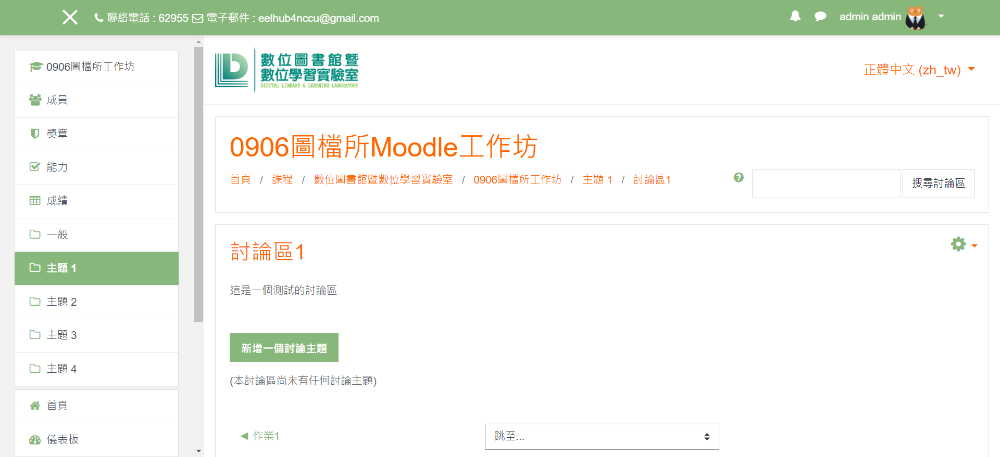 聯絡電話 : 62955 電子郵件 : eelhub4nccu@gmail.com
admin admin
0906圖檔所工作坊
成員
獎章
能力
成績
一般
主題 1
主題 2
主題 3
主題 4
首頁
儀表板
數位圖書館暨
數位學習實驗室
DIGITAL LIBRARY & LEARNING LABORATORY
正體中文 (zh_tw)
0906圖檔所Moodle工作坊
首頁 / 課程 / 數位圖書館暨數位學習實驗室 / 0906圖檔所工作坊 / 主題 1 / 討論區1
搜尋討論區
討論區1
這是一個測試的討論區
新增一個討論主題
(本討論區尚未有任何討論主題)
◀ 作業1
跳至...